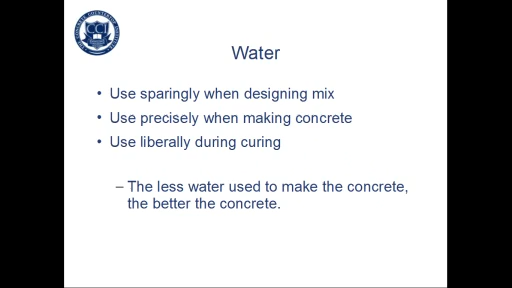 CCI
Water
• Use sparingly when designing mix
• Use precisely when making concrete
• Use liberally during curing
– The less water used to make the concrete,
the better the concrete.